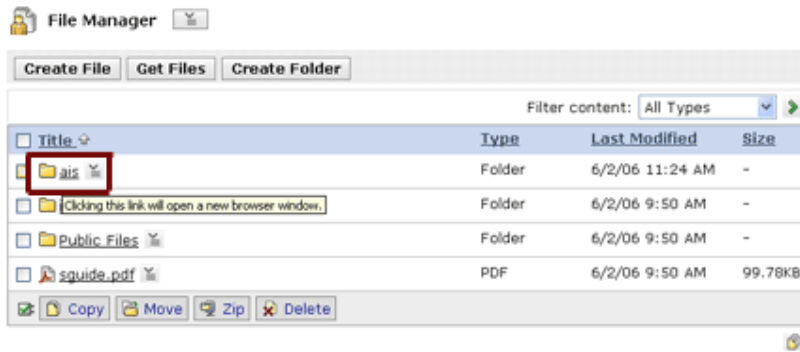 File Manager
Create File Get Files Create Folder
Filter content: All Types
Title Type Last Modified Size
ais Folder 6/2/06 11:24 AM -
Clicking this link will open a new browser window. Folder 6/2/06 9:50 AM -
Public Files Folder 6/2/06 9:50 AM -
sguide.pdf PDF 6/2/06 9:50 AM 99.78KB
Copy Move Zip Delete